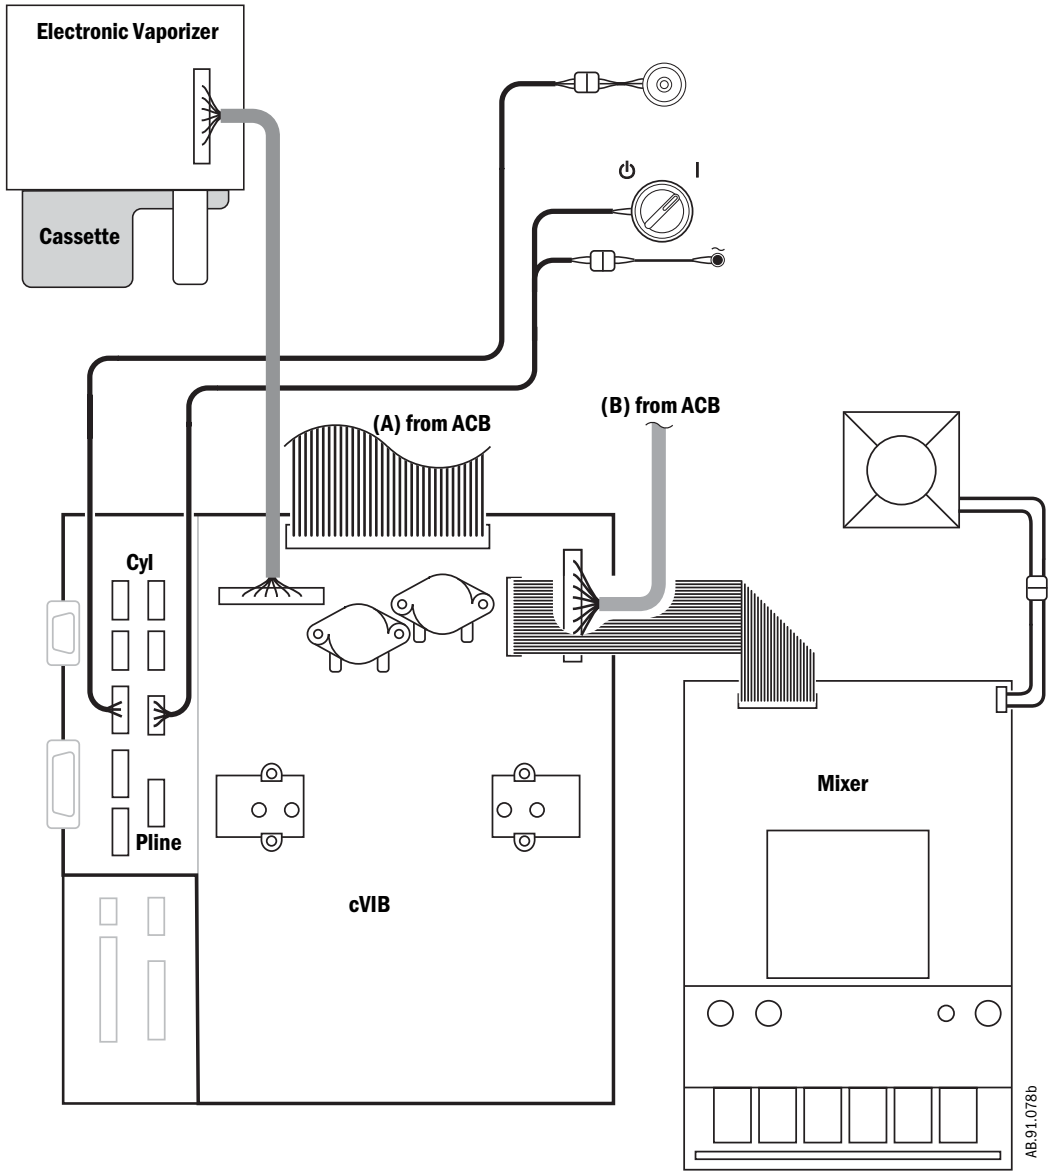 Electronic Vaporizer
Cassette
(A) from ACB
(B) from ACB
Cyl
Pline
cVIB
Mixer
AB.91.078b